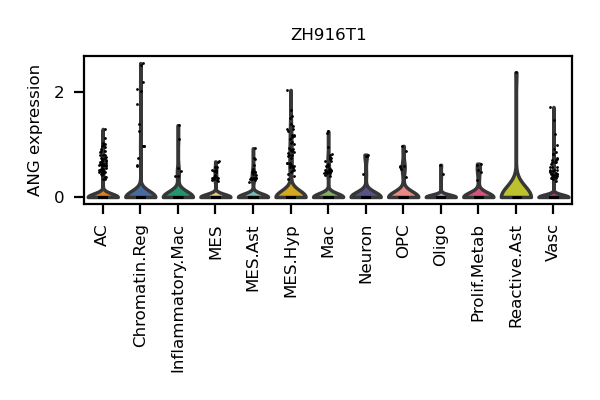 ZH916T1
ANG expression
2
0
AC
Chromatin.Reg
Inflammatory.Mac
MES
MES.Ast
MES.Hyp
Mac
Neuron
OPC
Oligo
Prolif.Metab
Reactive.Ast
Vasc